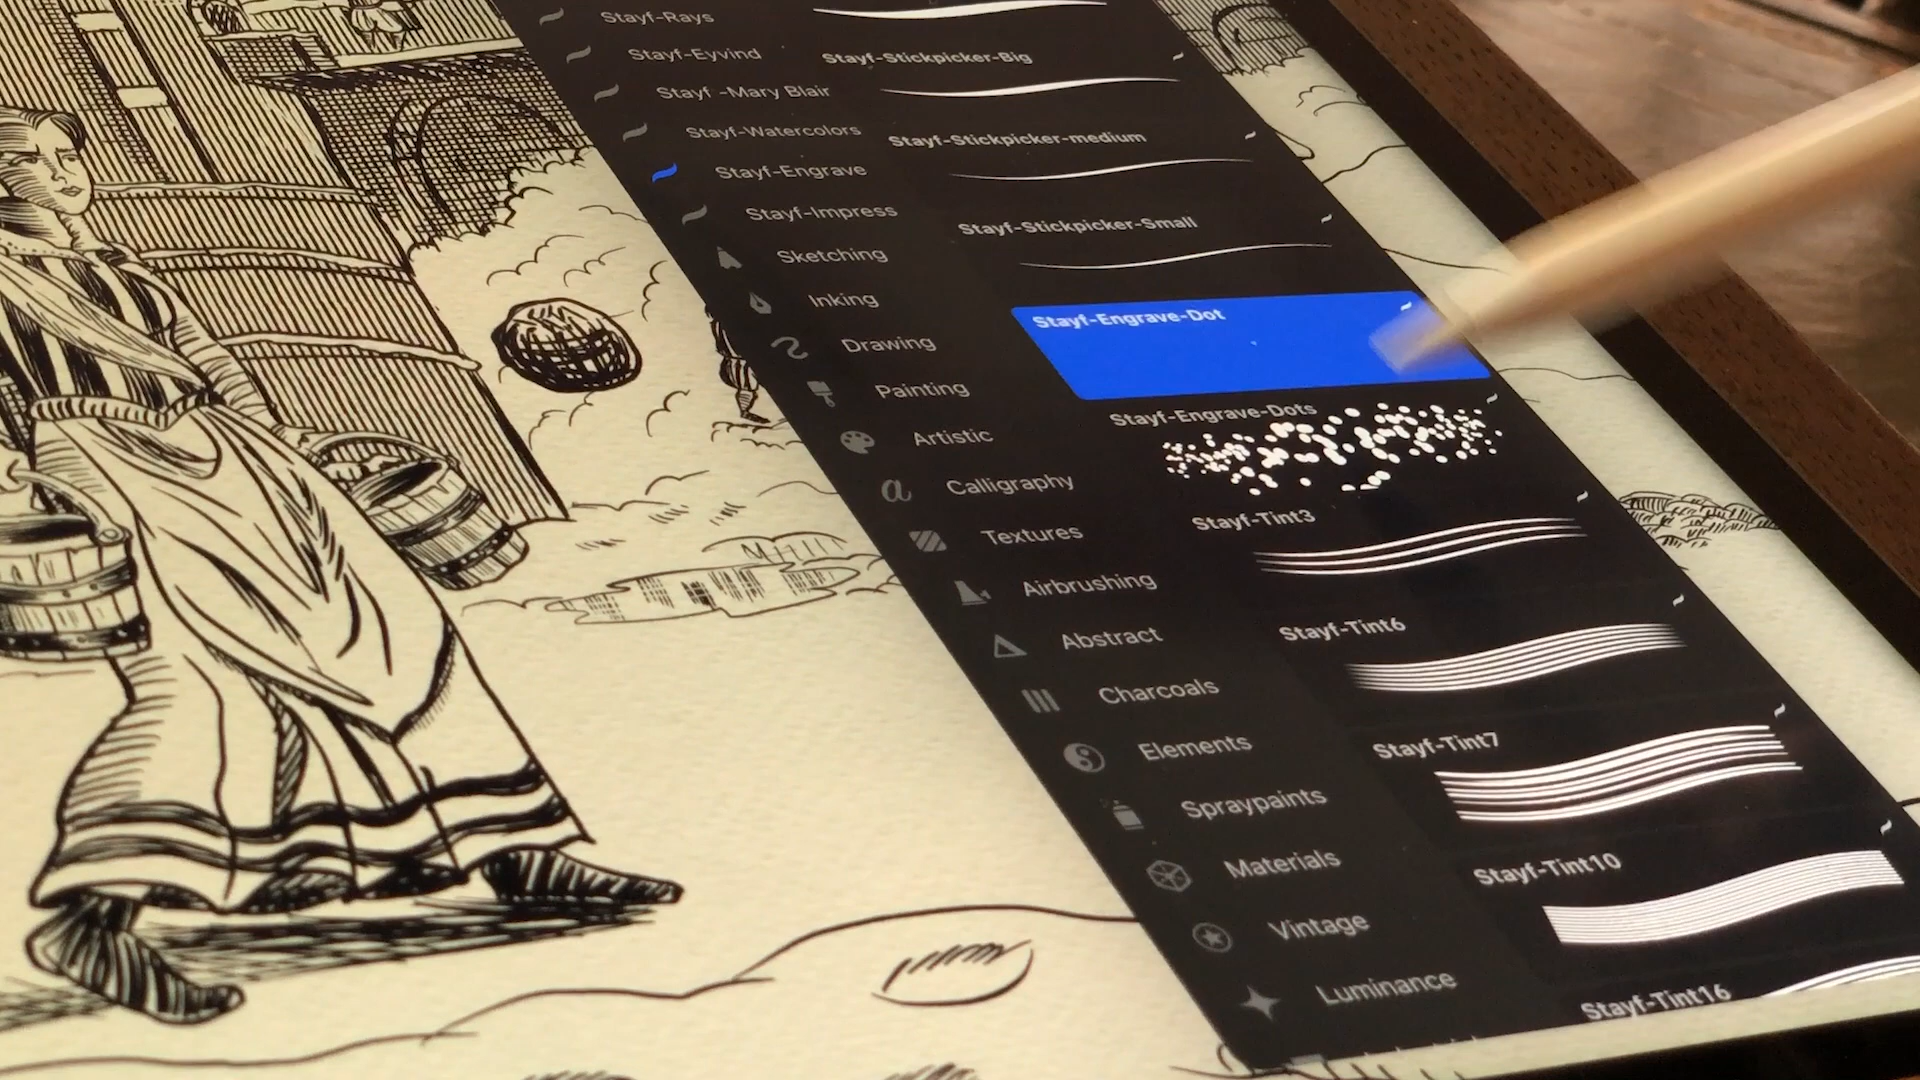 Stayf-Rays
Stayf-Eyvind
Stayf -Mary Blair
Stayf-Watercolors
Stayf-Engrave
Stayf-Impress
Sketching
Inking
Drawing
Painting
Artistic
Calligraphy
Textures
Airbrushing
Abstract
Charcoals
Elements
Spraypaints
Materials
Vintage
Luminance
Stayf-Stickpicker-Big
Stayf-Stickpicker-medium
Stayf-Stickpicker-Small
Stayf-Engrave-Dot
Stayf-Engrave-Dots
Stayf-Tint3
Stayf-Tint6
Stayf-Tint7
Stayf-Tint10
Stayf-Tint16